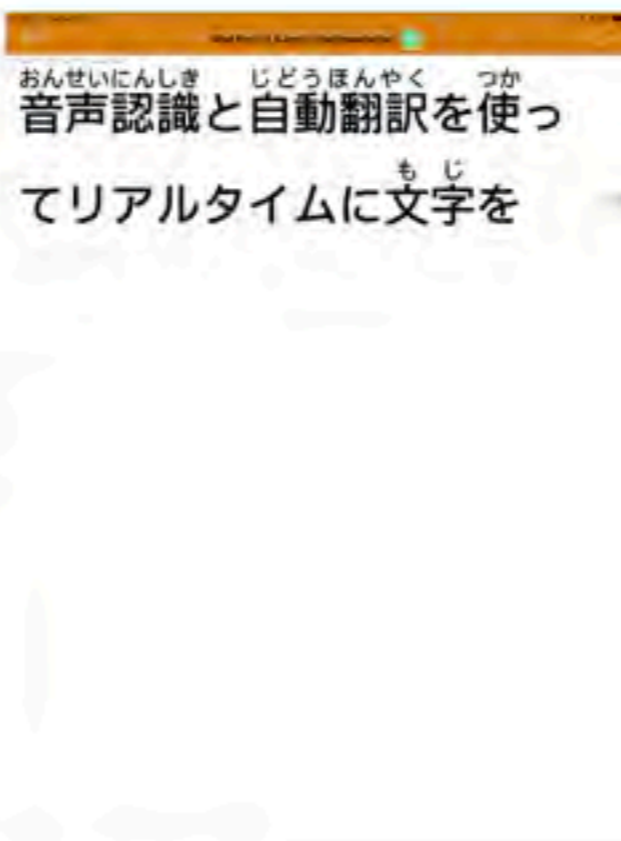 おんせいにんしき じどうほんやく つか
音声認識と自動翻訳を使っ
もじ
てリアルタイムに文字を